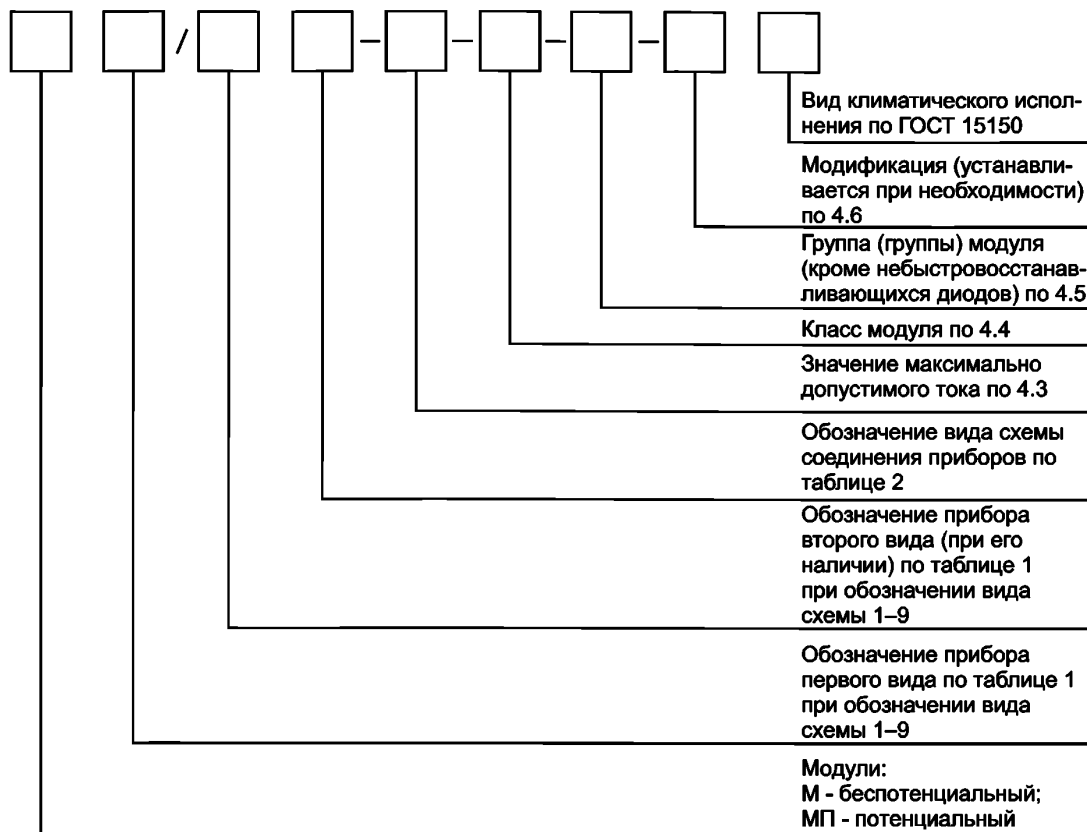 / – – – –
Вид климатического испол-
нения по ГОСТ 15150
Модификация (устанавли-
вается при необходимости)
по 4.6
Группа (группы) модуля
(кроме небыстровосстанав-
ливающихся диодов) по 4.5
Класс модуля по 4.4
Значение максимально
допустимого тока по 4.3
Обозначение вида схемы
соединения приборов по
таблице 2
Обозначение прибора
второго вида (при его
наличии) по таблице 1
при обозначении вида
схемы 1–9
Обозначение прибора
первого вида по таблице 1
при обозначении вида
схемы 1–9
Модули:
М - беспотенциальный;
МП - потенциальный